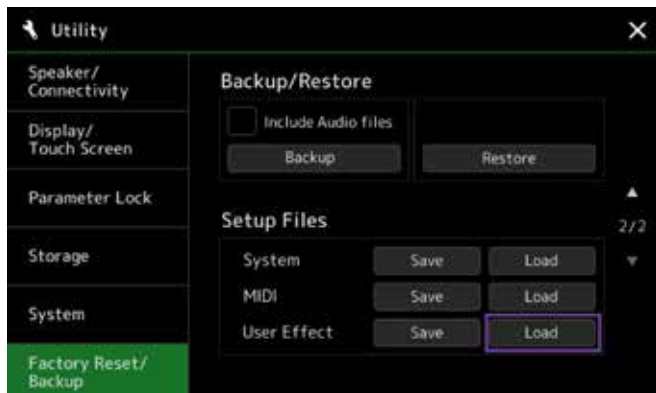 Utility
Speaker/
Connectivity
Display/
Touch Screen
Parameter Lock
Storage
System
Factory Reset/
Backup
Backup/Restore
Include Audio files
Backup Restore
Setup Files
System Save Load
MIDI Save Load
User Effect Save Load
2/2